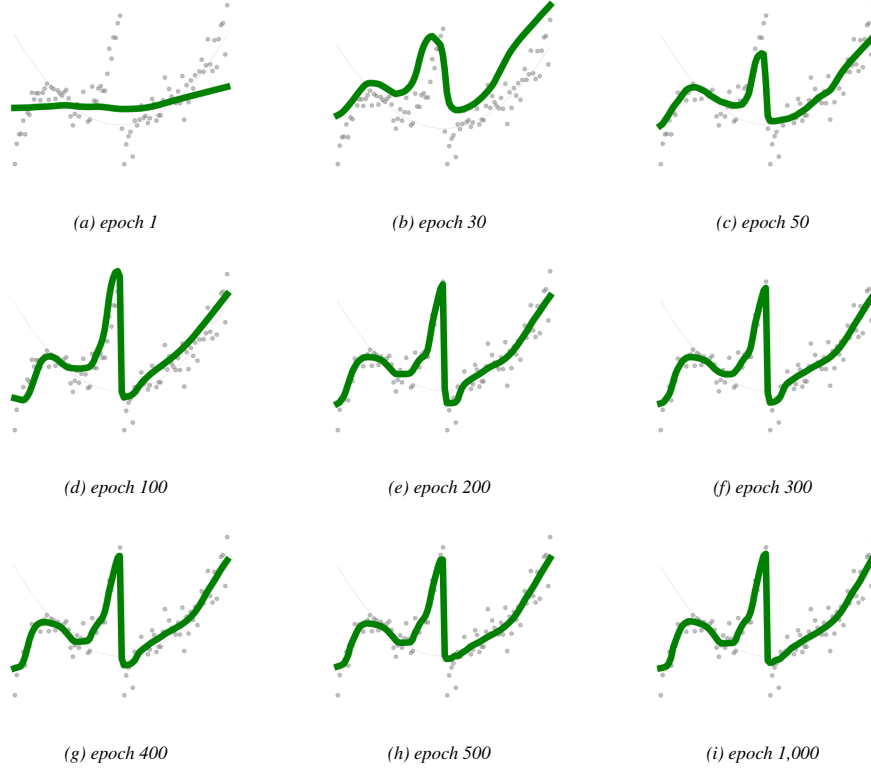 (a) epoch 1
(b) epoch 30
(c) epoch 50
(d) epoch 100
(e) epoch 200
(f) epoch 300
(g) epoch 400
(h) epoch 500
(i) epoch 1,000